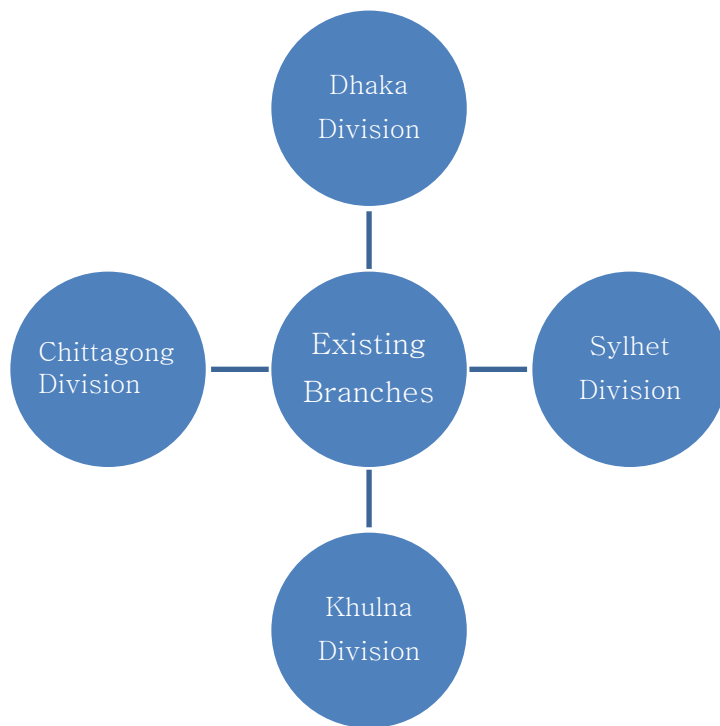 Dhaka
Division
Chittagong
Division
Existing
Branches
Sylhet
Division
Khulna
Division